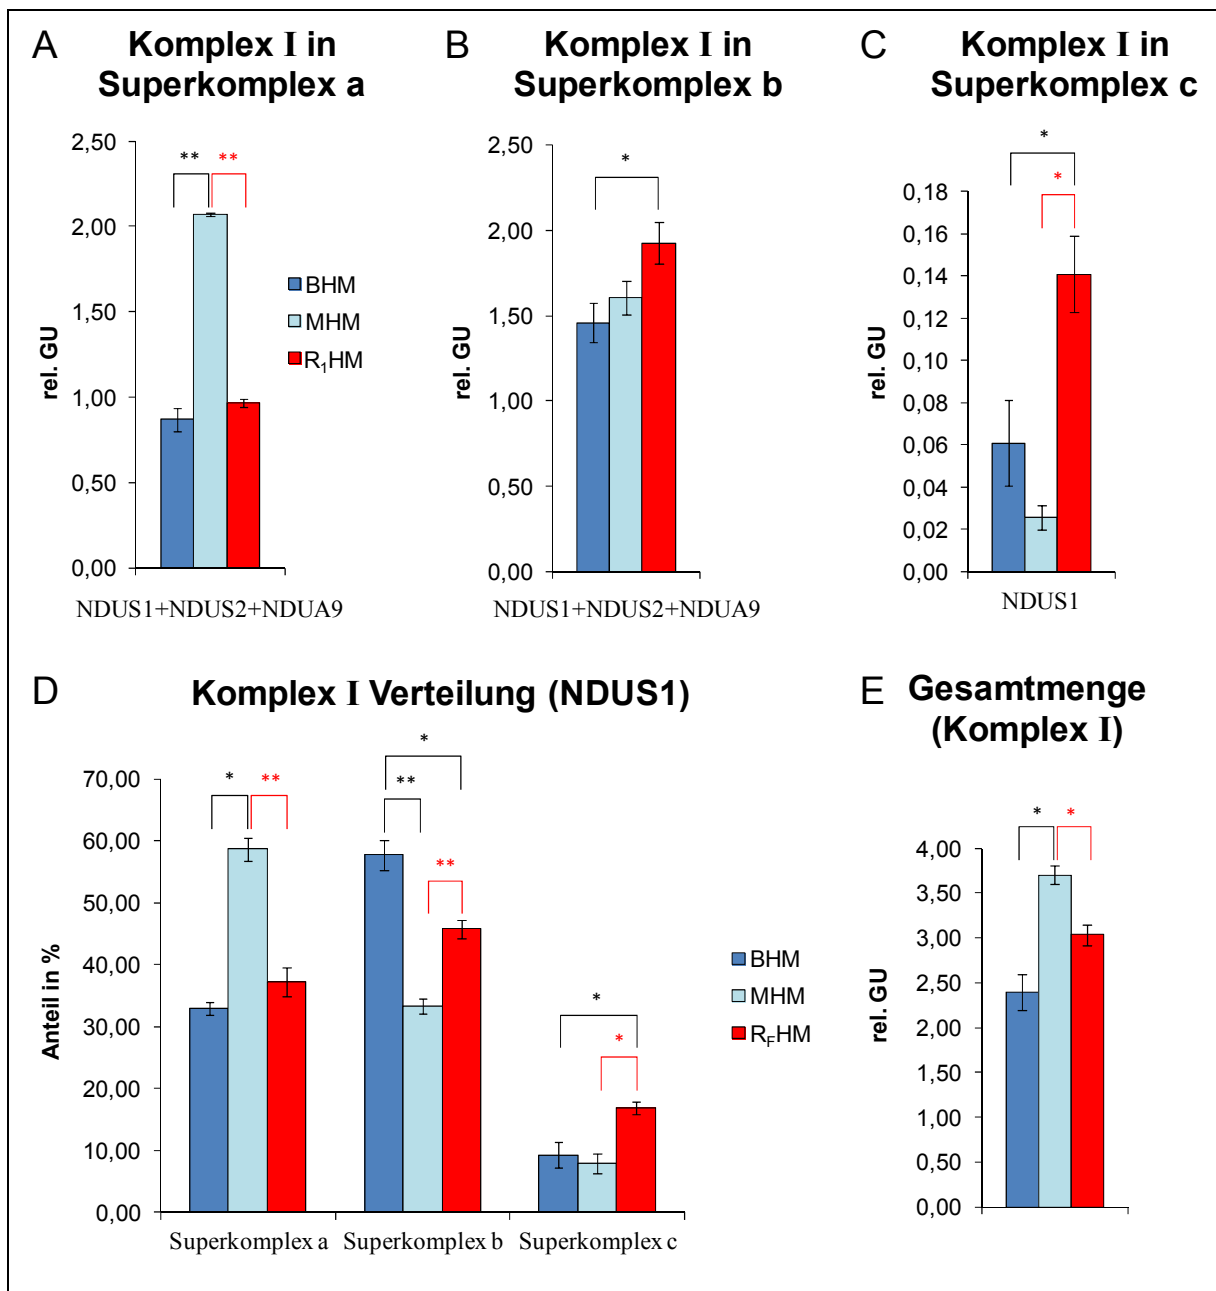 A
Komplex I in
Superkomplex a
2,50
2,00
1,50
1,00
0,50
0,00
rel. GU
** **
BHM
MHM
R₁HM
NDUS1+NDUS2+NDUA9
B
Komplex I in
Superkomplex b
2,50
2,00
1,50
1,00
0,50
0,00
rel. GU
*
NDUS1+NDUS2+NDUA9
C
Komplex I in
Superkomplex c
0,18
0,16
0,14
0,12
0,10
0,08
0,06
0,04
0,02
0,00
rel. GU
*
*
NDUS1
D
Komplex I Verteilung (NDUS1)
70,00
60,00
50,00
40,00
30,00
20,00
10,00
0,00
Anteil in %
* **
*
**
**
*
*
Superkomplex a Superkomplex b Superkomplex c
BHM
MHM
RFHM
E
Gesamtmenge
(Komplex I)
4,00
3,50
3,00
2,50
2,00
1,50
1,00
0,50
0,00
rel. GU
* *